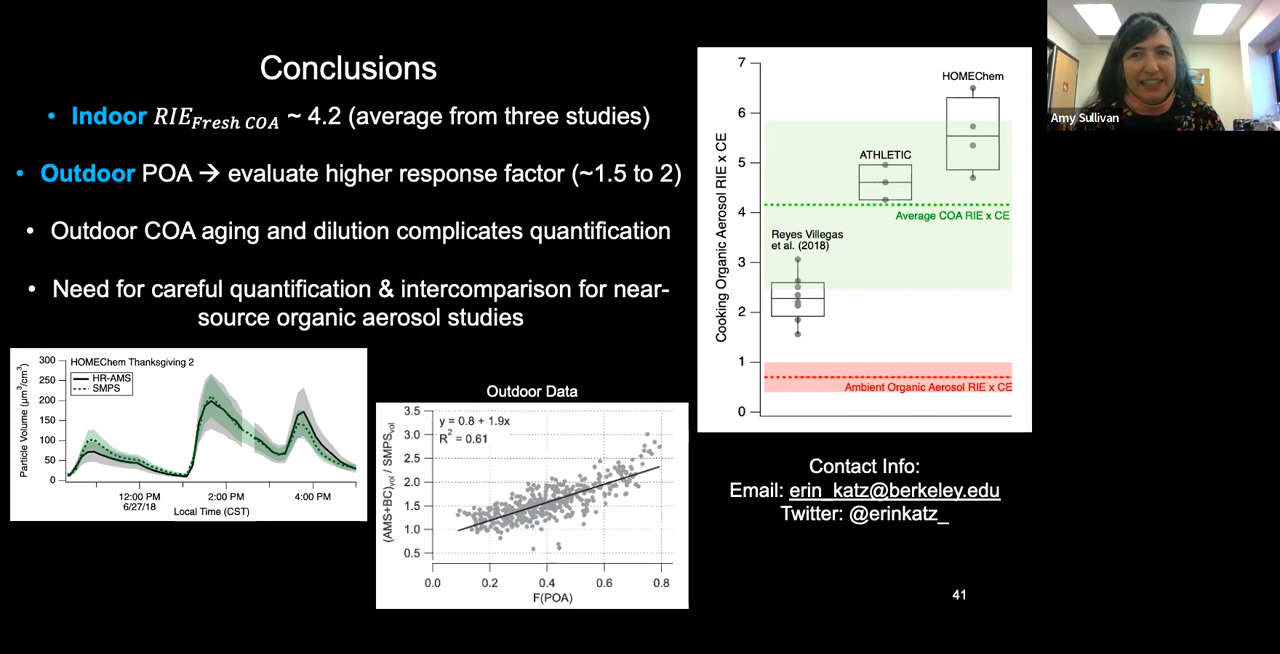 Conclusions
• Indoor RIE_Fresh COA ~ 4.2 (average from three studies)
• Outdoor POA → evaluate higher response factor (~1.5 to 2)
• Outdoor COA aging and dilution complicates quantification
• Need for careful quantification & intercomparison for near-
source organic aerosol studies
HOMEChem Thanksgiving 2
HR-AMS
SMPS
Particle Volume (µm³/cm³)
300
250
200
150
100
50
0
12:00 PM
6/27/18
2:00 PM
4:00 PM
Local Time (CST)
Outdoor Data
y = 0.8 + 1.9x
R² = 0.61
(AMS+BC)vol / SMPSvol
3.5
3.0
2.5
2.0
1.5
1.0
0.5
0.0
0.2
0.4
0.6
0.8
F(POA)
Cooking Organic Aerosol RIE x CE
7
6
5
4
3
2
1
0
HOMEChem
ATHLETIC
Average COA RIE x CE
Reyes Villegas
et al. (2018)
Ambient Organic Aerosol RIE x CE
Contact Info:
Email: erin_katz@berkeley.edu
Twitter: @erinkatz_
41
Amy Sullivan